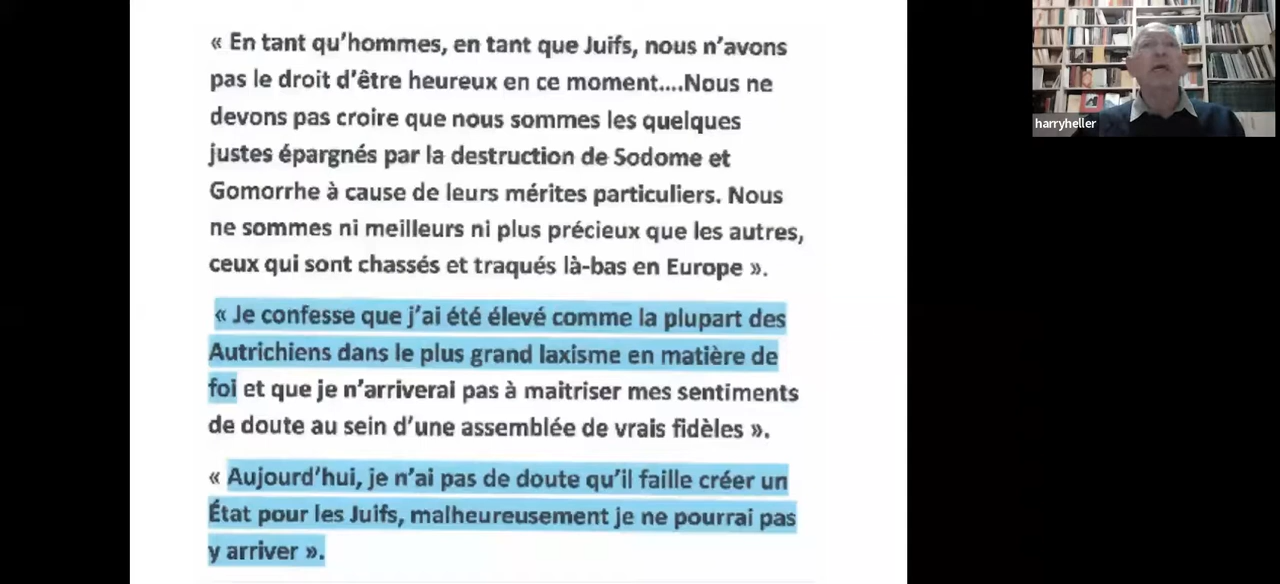 « En tant qu'hommes, en tant que Juifs, nous n'avons
pas le droit d'être heureux en ce moment....Nous ne
devons pas croire que nous sommes les quelques
justes épargnés par la destruction de Sodome et
Gomorrhe à cause de leurs mérites particuliers. Nous
ne sommes ni meilleurs ni plus précieux que les autres,
ceux qui sont chassés et traqués là-bas en Europe ».
« Je confesse que j'ai été élevé comme la plupart des
Autrichiens dans le plus grand laxisme en matière de
foi et que je n'arriverai pas à maitriser mes sentiments
de doute au sein d'une assemblée de vrais fidèles ».
« Aujourd'hui, je n'ai pas de doute qu'il faille créer un
État pour les Juifs, malheureusement je ne pourrai pas
y arriver ».
harryheller